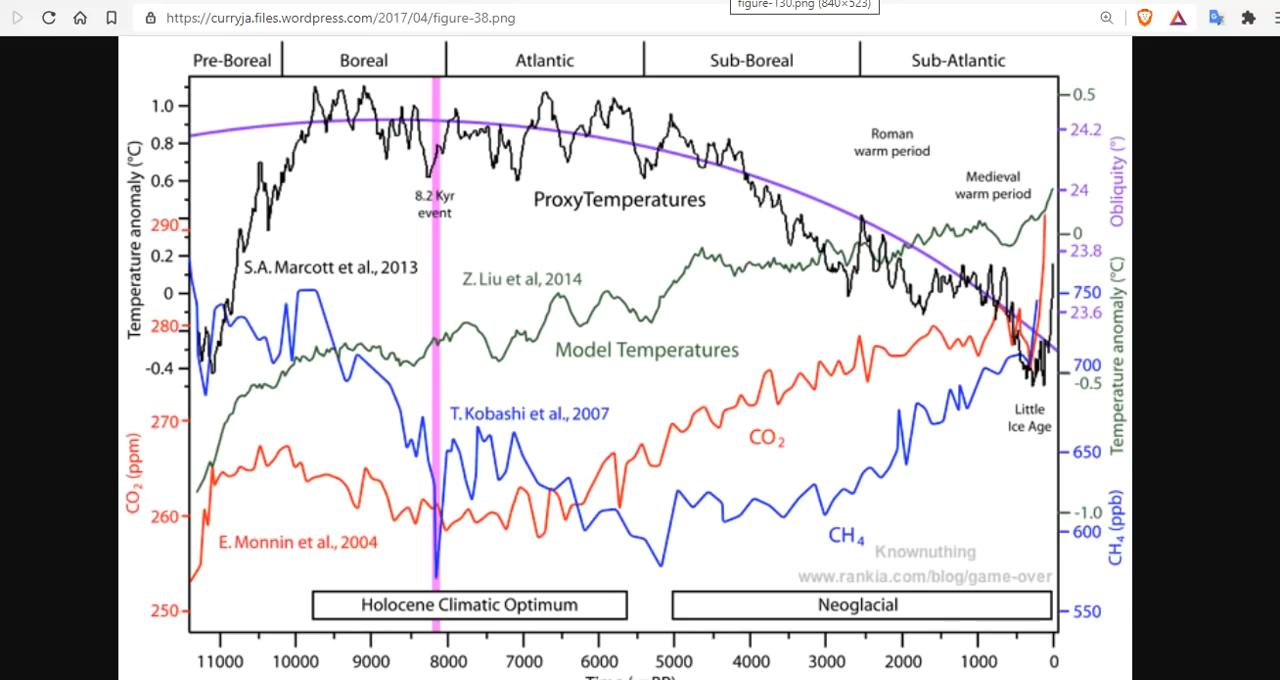 figure-130.png (840×523)
https://curryja.files.wordpress.com/2017/04/figure-38.png
Pre-Boreal
Boreal
Atlantic
Sub-Boreal
Sub-Atlantic
Temperature anomaly (°C)
1.0
0.8
0.6
290
0.2
0
280
-0.4
270
CO2 (ppm)
260
250
8.2 Kyr
event
ProxyTemperatures
Roman
warm period
Medieval
warm period
S.A. Marcott et al., 2013
Z. Liu et al, 2014
Model Temperatures
T. Kobashi et al., 2007
CO2
Little
Ice Age
E. Monnin et al., 2004
CH4
Knownuthing
www.rankia.com/blog/game-over
Holocene Climatic Optimum
Neoglacial
0.5
24.2
24
0
23.8
750
23.6
700
-0.5
650
-1.0
600
550
Obliquity (°)
Temperature anomaly (°C)
CH4 (ppb)
11000 10000 9000 8000 7000 6000 5000 4000 3000 2000 1000 0